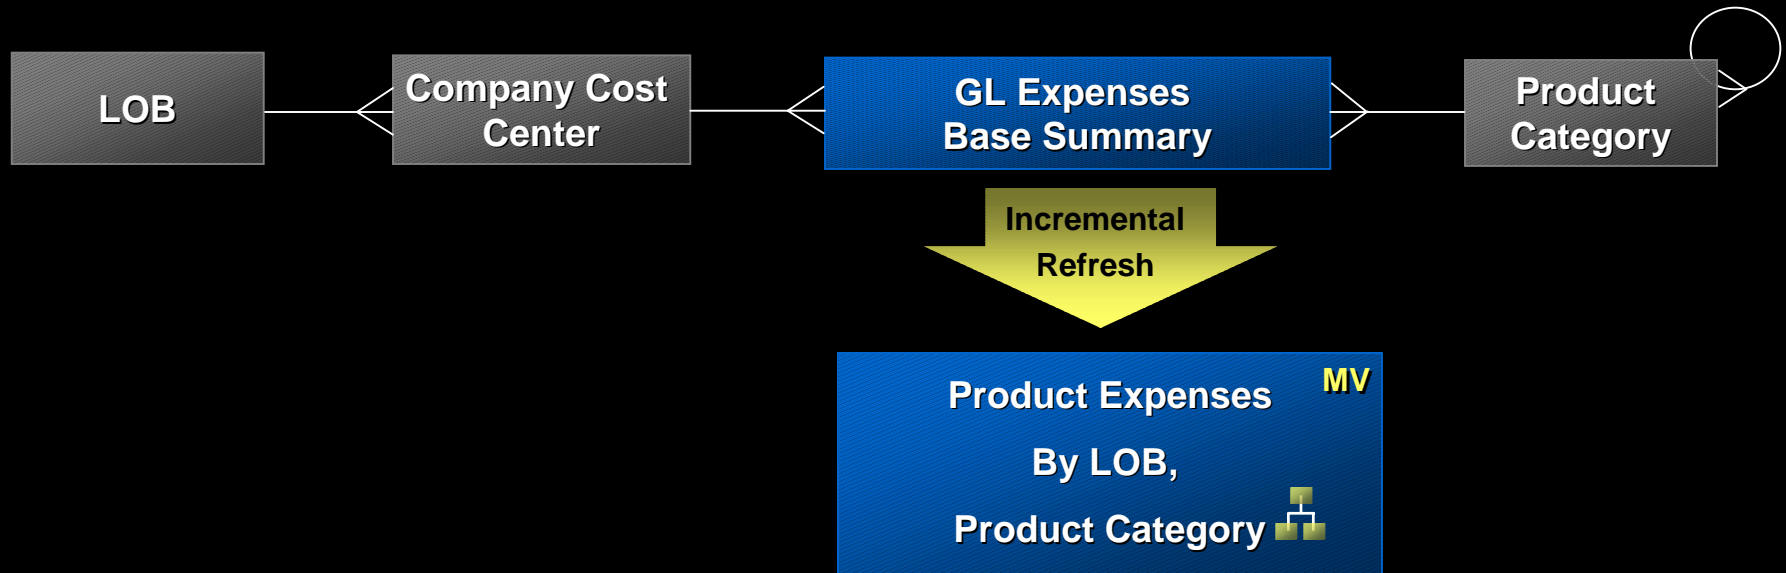 LOB
Company Cost
Center
GL Expenses
Base Summary
Product
Category
Incremental
Refresh
MV
Product Expenses
By LOB,
Product Category